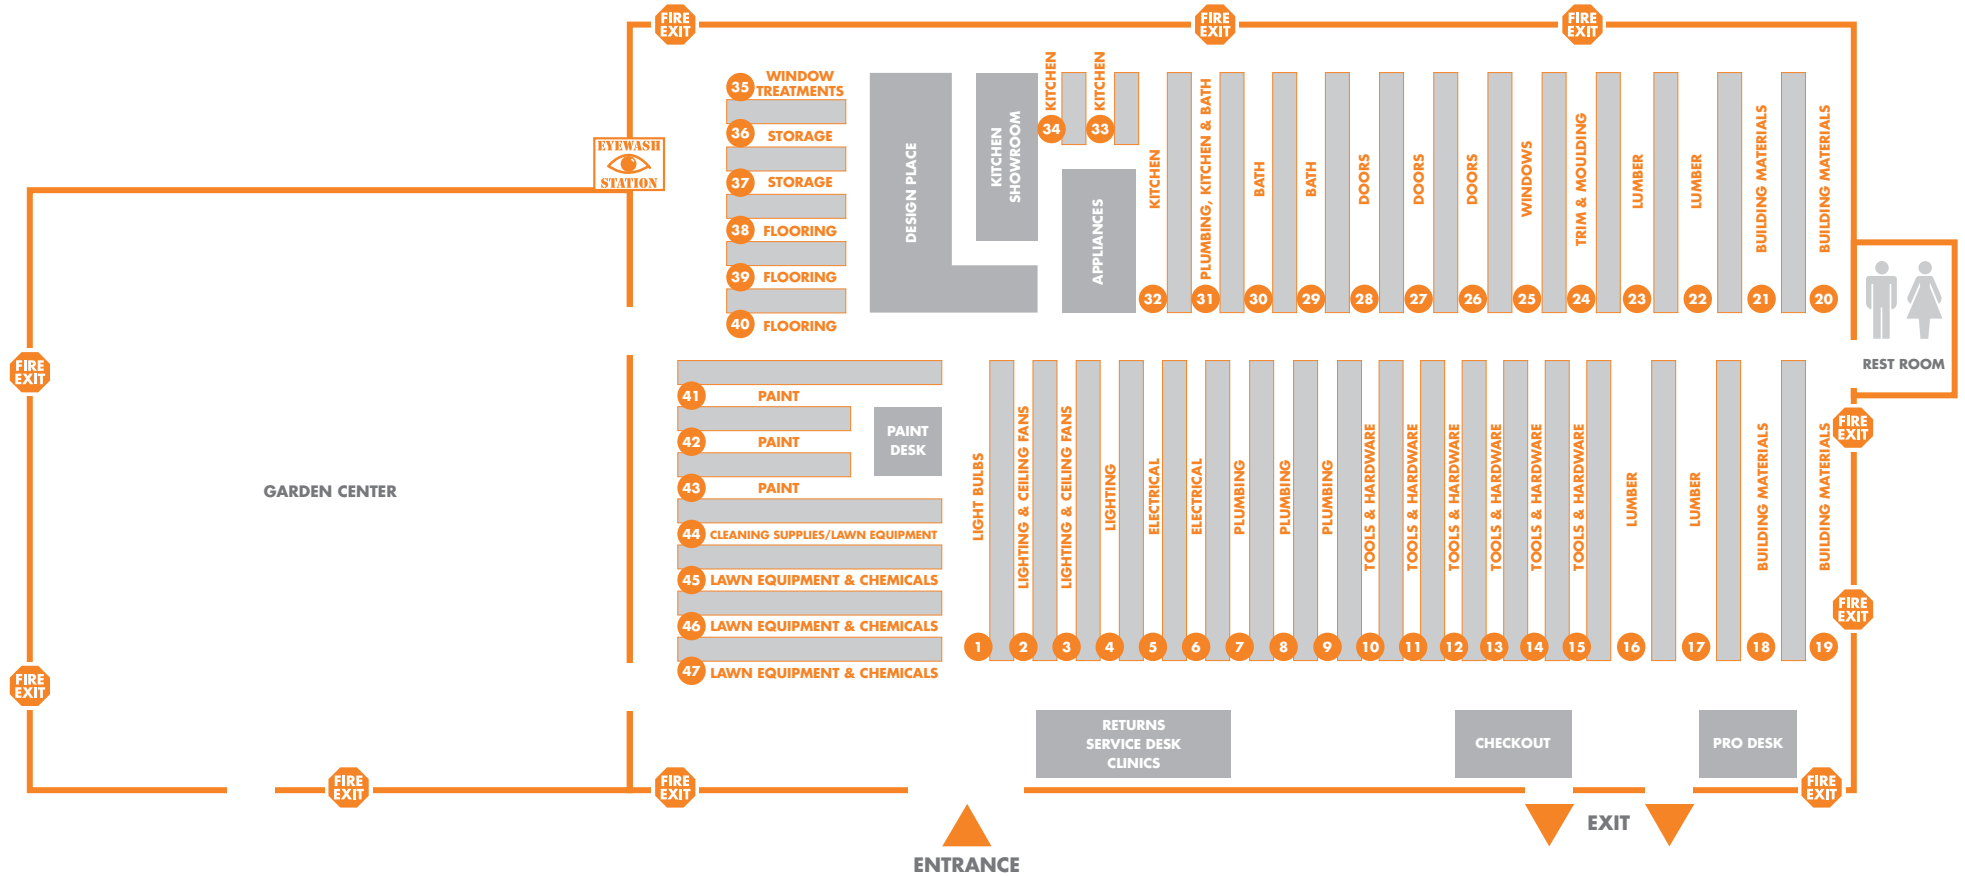 FIRE
EXIT
FIRE
EXIT
FIRE
EXIT
35 WINDOW
TREATMENTS
36 STORAGE
37 STORAGE
38 FLOORING
39 FLOORING
40 FLOORING
EYEWASH
STATION
DESIGN PLACE
KITCHEN
SHOWROOM
KITCHEN
34
KITCHEN
33
APPLIANCES
KITCHEN
32
PLUMBING, KITCHEN & BATH
31
BATH
30
BATH
29
DOORS
28
DOORS
27
DOORS
26
WINDOWS
25
TRIM & MOULDING
24
LUMBER
23
LUMBER
22
BUILDING MATERIALS
21
BUILDING MATERIALS
20
REST ROOM
FIRE
EXIT
FIRE
EXIT
GARDEN CENTER
41 PAINT
42 PAINT
43 PAINT
44 CLEANING SUPPLIES/LAWN EQUIPMENT
45 LAWN EQUIPMENT & CHEMICALS
46 LAWN EQUIPMENT & CHEMICALS
47 LAWN EQUIPMENT & CHEMICALS
PAINT
DESK
LIGHT BULBS
1
LIGHTING & CEILING FANS
2
LIGHTING & CEILING FANS
3
LIGHTING
4
ELECTRICAL
5
ELECTRICAL
6
PLUMBING
7
PLUMBING
8
PLUMBING
9
TOOLS & HARDWARE
10
TOOLS & HARDWARE
11
TOOLS & HARDWARE
12
TOOLS & HARDWARE
13
TOOLS & HARDWARE
14
TOOLS & HARDWARE
15
LUMBER
16
LUMBER
17
BUILDING MATERIALS
18
BUILDING MATERIALS
19
FIRE
EXIT
FIRE
EXIT
RETURNS
SERVICE DESK
CLINICS
CHECKOUT
PRO DESK
FIRE
EXIT
FIRE
EXIT
FIRE
EXIT
ENTRANCE
EXIT